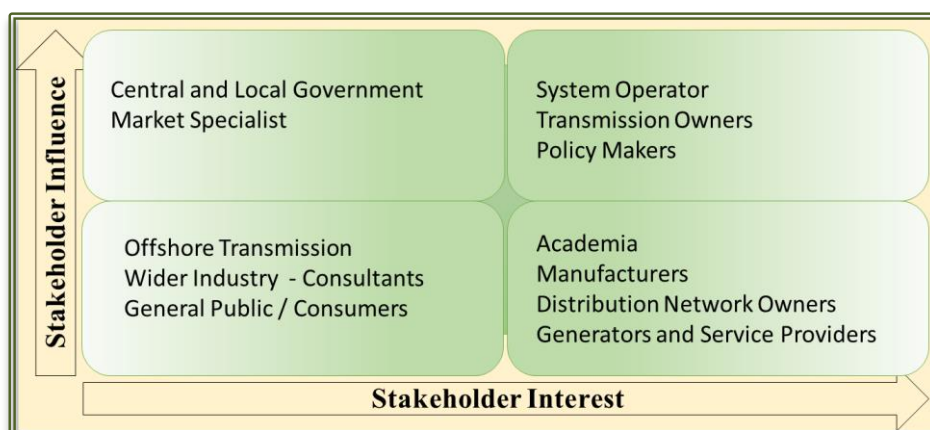 Stakeholder Influence
Central and Local Government
Market Specialist
System Operator
Transmission Owners
Policy Makers
Offshore Transmission
Wider Industry - Consultants
General Public / Consumers
Academia
Manufacturers
Distribution Network Owners
Generators and Service Providers
Stakeholder Interest